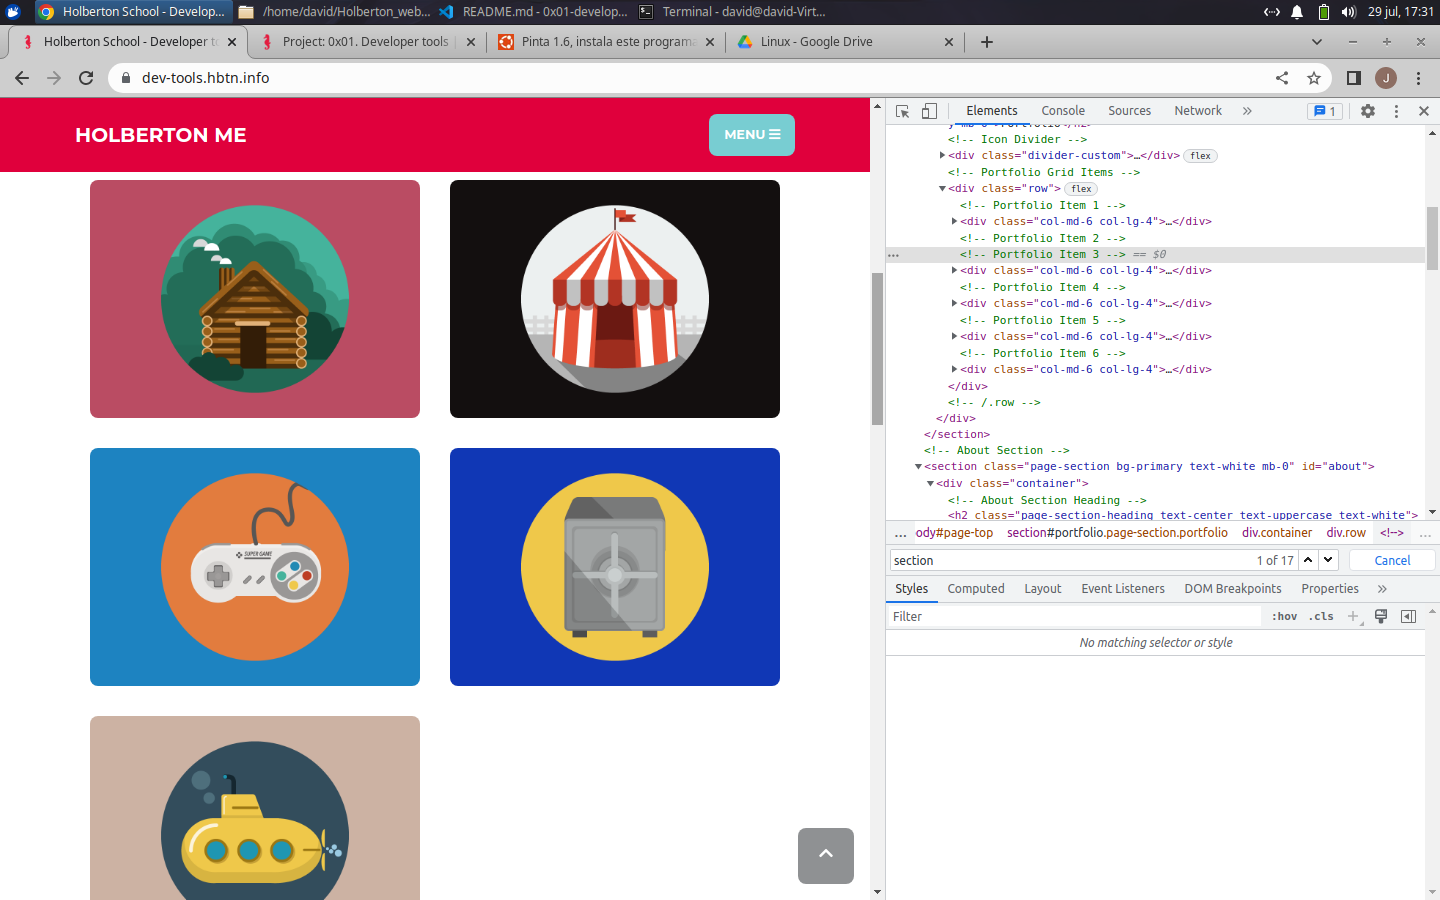 Holberton School - Develop...
/home/david/Holberton_web...
README.md - 0x01-develop...
Terminal - david@david-Virt...
29 jul, 17:31
Holberton School - Developer to
Project: 0x01. Developer tools |
Pinta 1.6, instala este programa
Linux - Google Drive
dev-tools.hbtn.info
J
HOLBERTON ME
MENU
SUPER GAME
Elements
Console
Sources
Network
1
<!-- Icon Divider -->
<div class="divider-custom">…</div>
flex
<!-- Portfolio Grid Items -->
<div class="row">
flex
<!-- Portfolio Item 1 -->
<div class="col-md-6 col-lg-4">…</div>
<!-- Portfolio Item 2 -->
<!-- Portfolio Item 3 --> == $0
<div class="col-md-6 col-lg-4">…</div>
<!-- Portfolio Item 4 -->
<div class="col-md-6 col-lg-4">…</div>
<!-- Portfolio Item 5 -->
<div class="col-md-6 col-lg-4">…</div>
<!-- Portfolio Item 6 -->
<div class="col-md-6 col-lg-4">…</div>
</div>
<!-- /.row -->
</div>
</section>
<!-- About Section -->
<section class="page-section bg-primary text-white mb-0" id="about">
<div class="container">
<!-- About Section Heading -->
<h2 class="page-section-heading text-center text-uppercase text-white">
... ody#page-top section#portfolio.page-section.portfolio div.container div.row <!--> ...
section
1 of 17
Cancel
Styles
Computed
Layout
Event Listeners
DOM Breakpoints
Properties
Filter
:hov
.cls
No matching selector or style